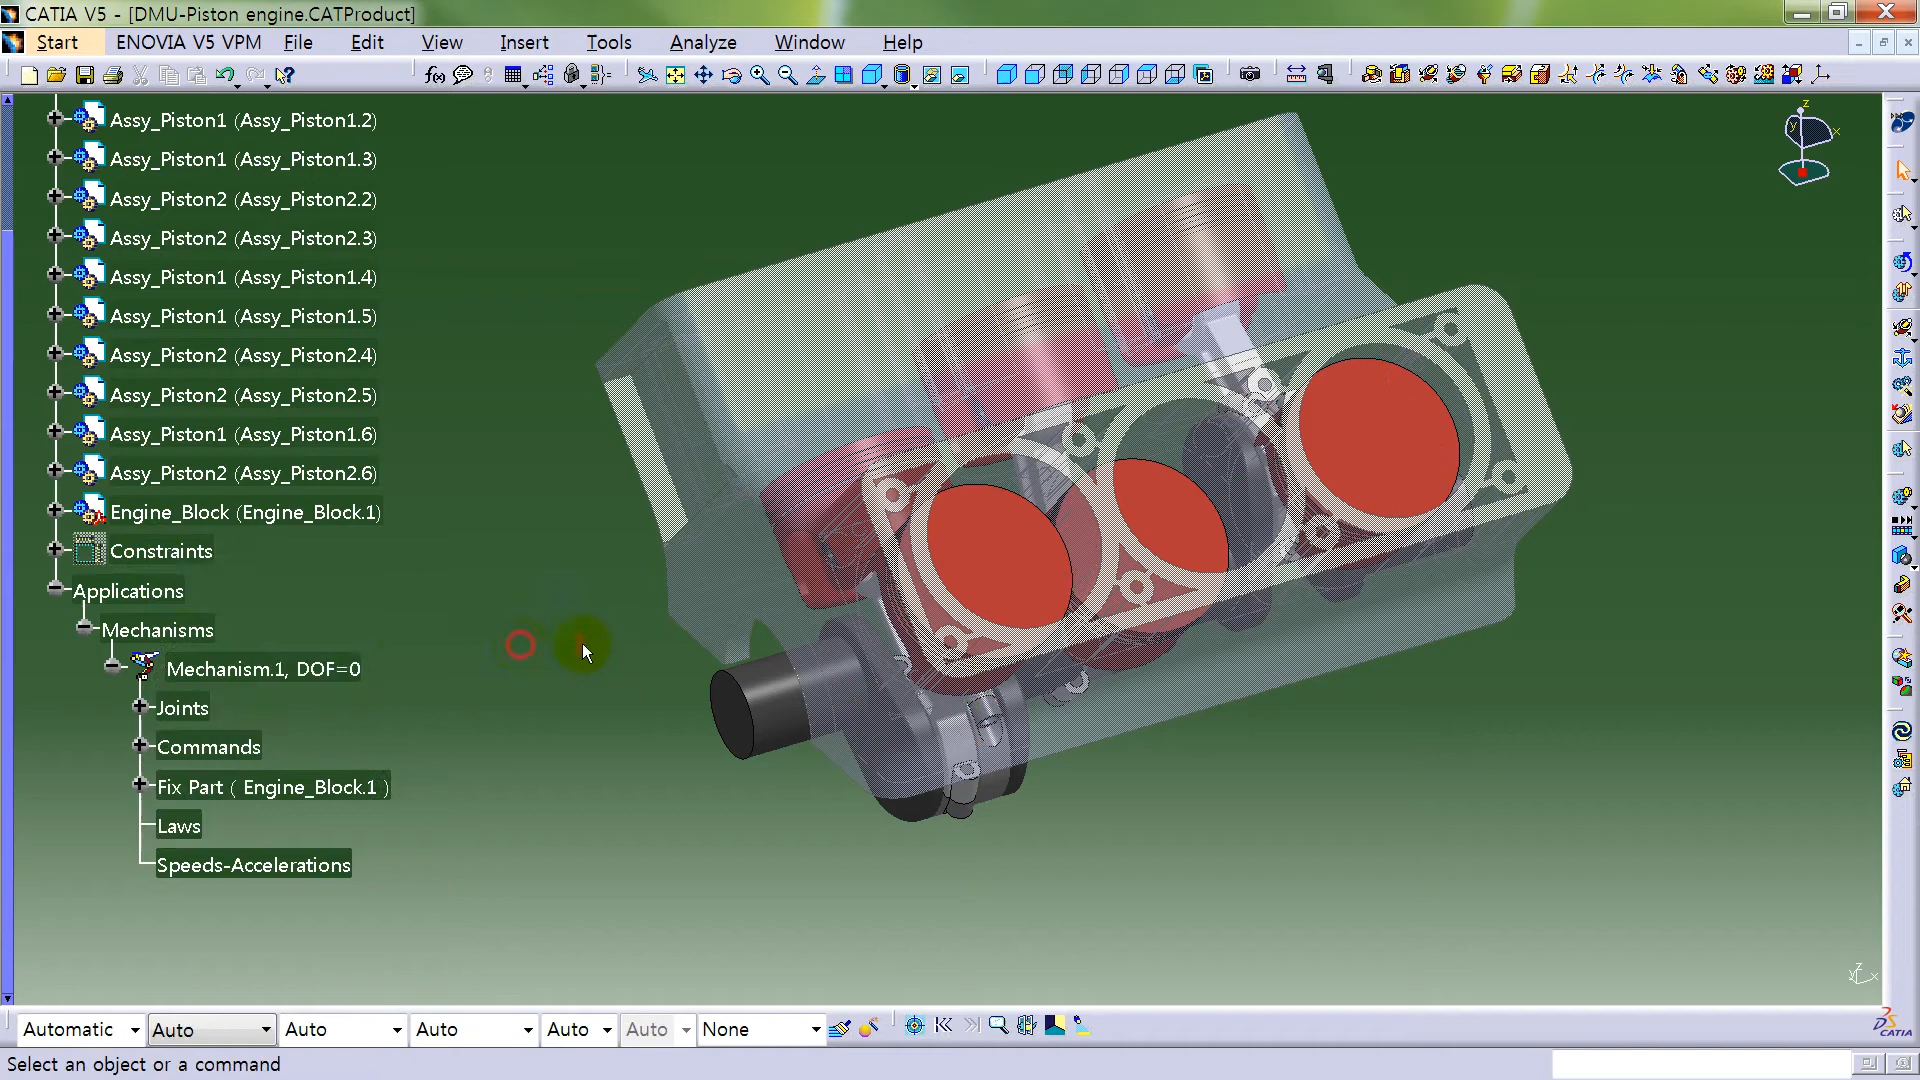 CATIA V5 - [DMU-Piston engine.CATProduct]
Start ENOVIA V5 VPM File Edit View Insert Tools Analyze Window Help
Assy_Piston1 (Assy_Piston1.2)
Assy_Piston1 (Assy_Piston1.3)
Assy_Piston2 (Assy_Piston2.2)
Assy_Piston2 (Assy_Piston2.3)
Assy_Piston1 (Assy_Piston1.4)
Assy_Piston1 (Assy_Piston1.5)
Assy_Piston2 (Assy_Piston2.4)
Assy_Piston2 (Assy_Piston2.5)
Assy_Piston1 (Assy_Piston1.6)
Assy_Piston2 (Assy_Piston2.6)
Engine_Block (Engine_Block.1)
Constraints
Applications
Mechanisms
Mechanism.1, DOF=0
Joints
Commands
Fix Part ( Engine_Block.1 )
Laws
Speeds-Accelerations
z
y
x
z
y
x
Automatic Auto Auto Auto Auto Auto None
CATIA
Select an object or a command